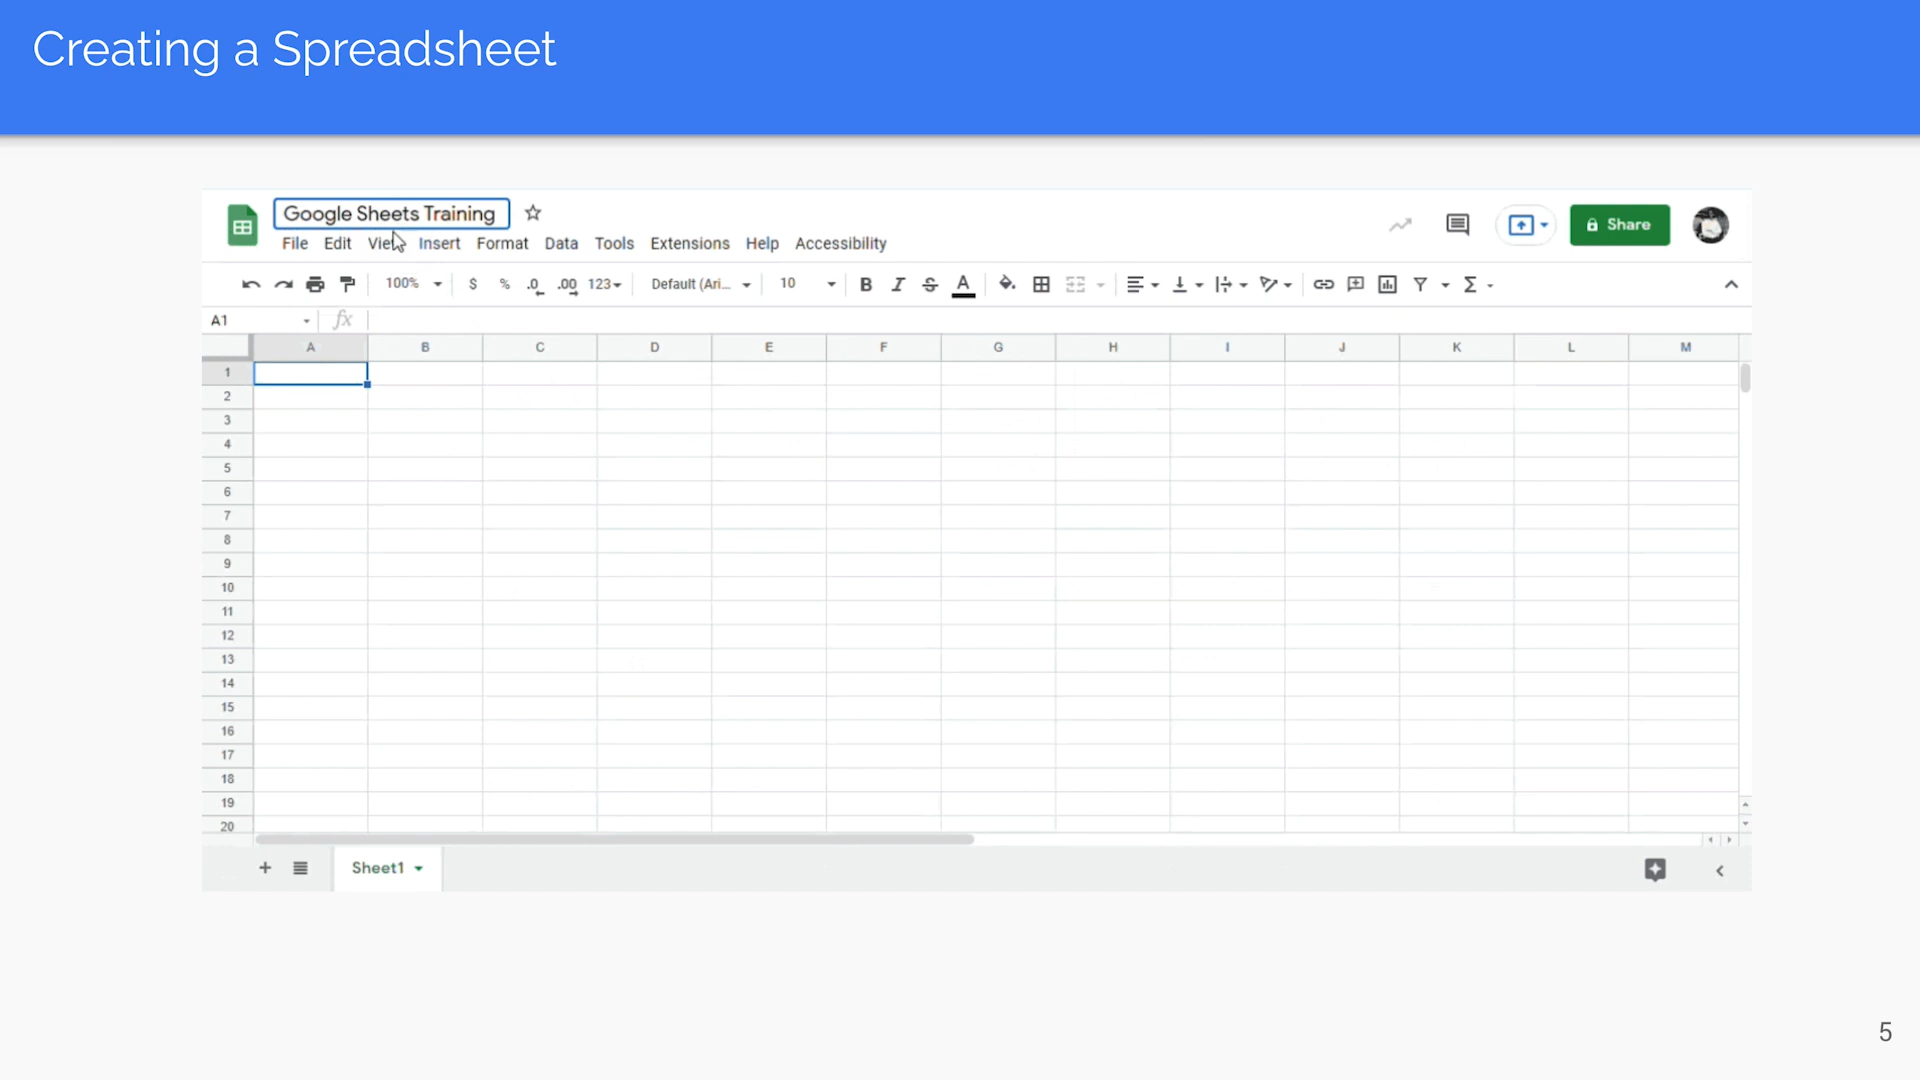 Creating a Spreadsheet
Google Sheets Training
File Edit View Insert Format Data Tools Extensions Help Accessibility
Share
100% $ % .0 .00 123 Default (Ari... 10 B I S A Σ
A1 fx
A B C D E F G H I J K L M
1
2
3
4
5
6
7
8
9
10
11
12
13
14
15
16
17
18
19
20
+ Sheet1
5